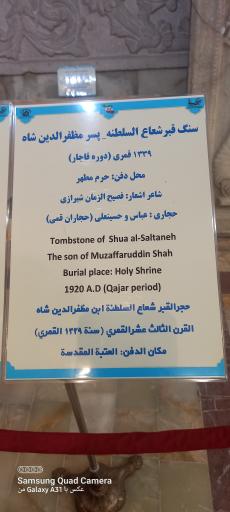 سنگ قبرشعاع السلطنه_ پسر مظفرالدین شاه
۱۳۳۹ قمری (دوره قاجار)
محل دفن: حرم مطهر
شاعر اشعار: فصیح الزمان شیرازی
حجاری : عباس و حسینعلی (حجاران قمی)
Tombstone of Shua al-Saltaneh
The son of Muzaffaruddin Shah
Burial place: Holy Shrine
1920 A.D (Qajar period)
حجرالقبر شعاع السلطنة ابن مظفرالدین شاه
القرن الثالث عشرالقمري (سنة ۱۳۳۹ القمري)
مكان الدفن: العتبة المقدسة
Samsung Quad Camera
عکس با Galaxy A31 من